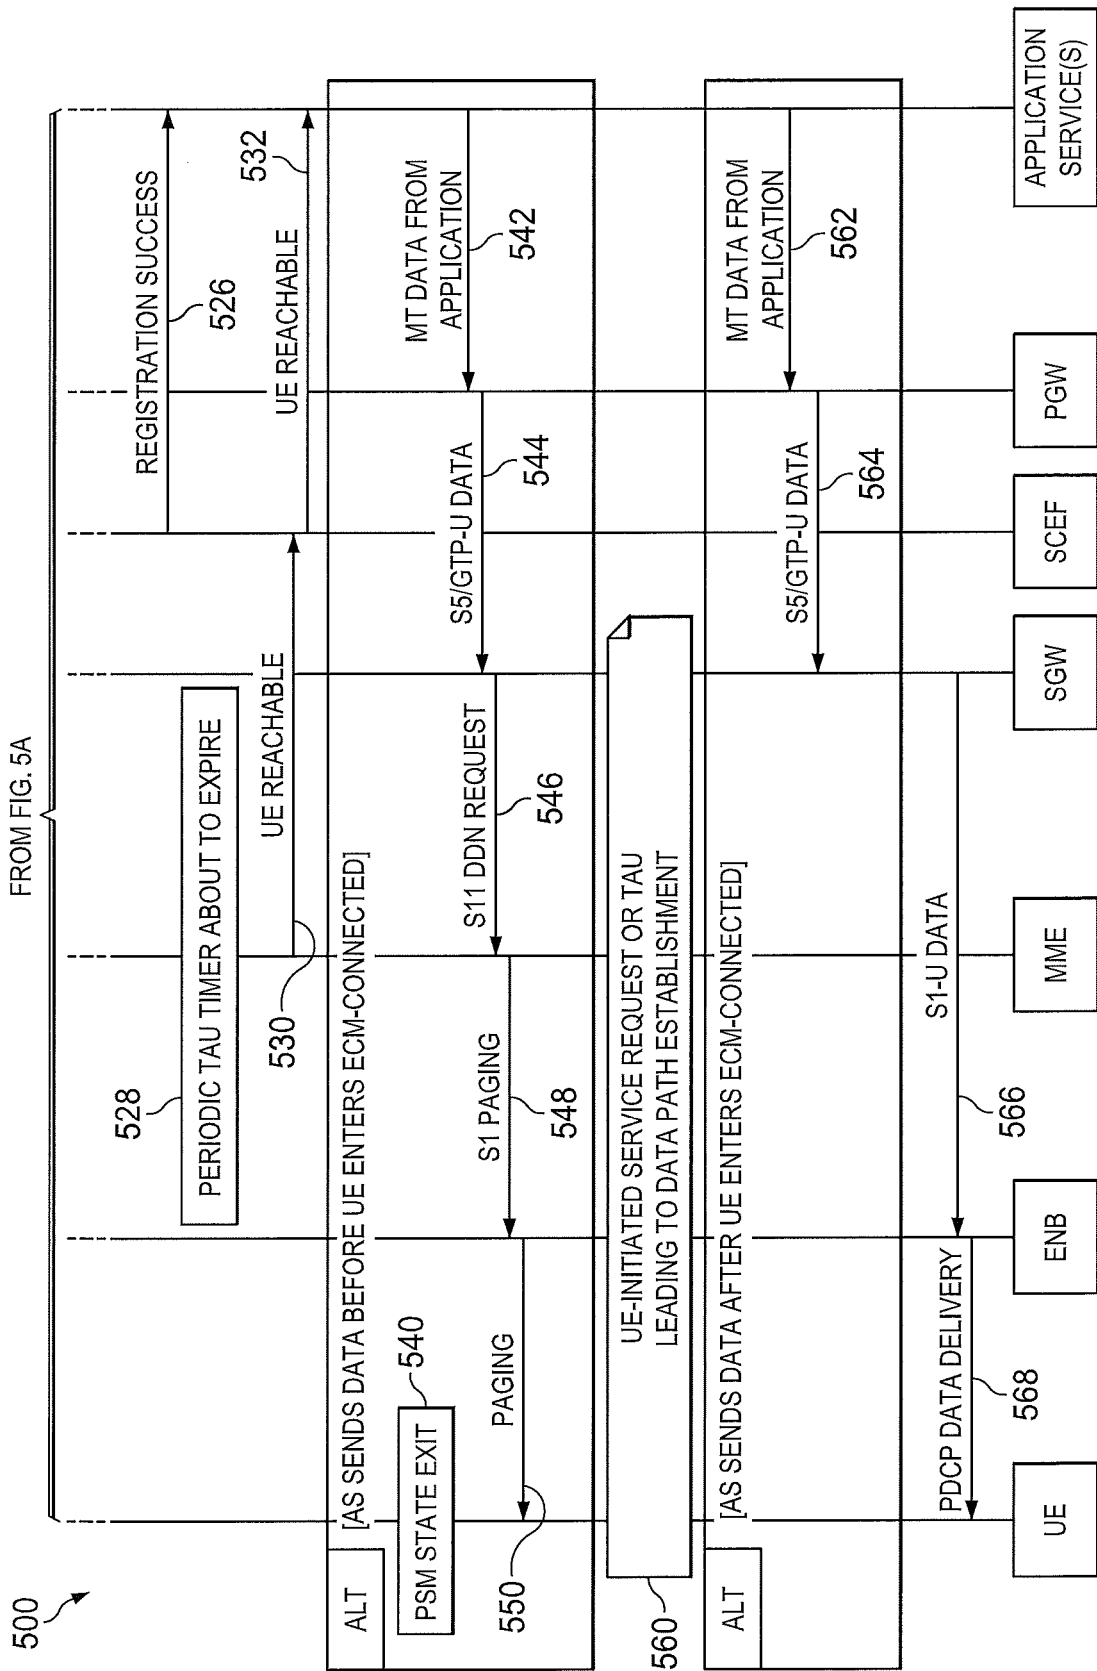 FROM FIG. 5A
500
REGISTRATION SUCCESS
526
528
PERIODIC TAU TIMER ABOUT TO EXPIRE
UE REACHABLE
530
UE REACHABLE
532
ALT
[AS SENDS DATA BEFORE UE ENTERS ECM-CONNECTED]
PSM STATE EXIT
540
MT DATA FROM
APPLICATION
542
S5/GTP-U DATA
544
S11 DDN REQUEST
546
S1 PAGING
548
PAGING
550
560
UE-INITIATED SERVICE REQUEST OR TAU
LEADING TO DATA PATH ESTABLISHMENT
ALT
[AS SENDS DATA AFTER UE ENTERS ECM-CONNECTED]
MT DATA FROM
APPLICATION
562
S5/GTP-U DATA
564
S1-U DATA
566
PDCP DATA DELIVERY
568
UE
ENB
MME
SGW
SCEF
PGW
APPLICATION
SERVICE(S)